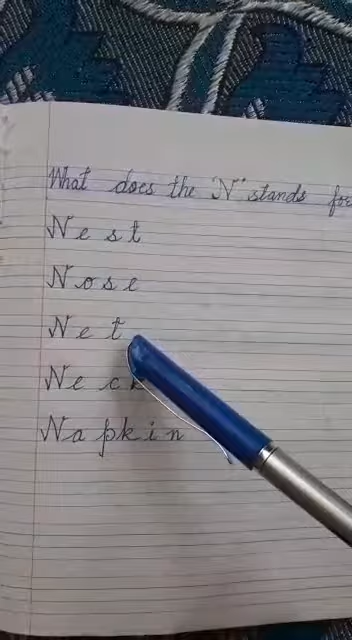 What does the "N" stands for
Nest
Nose
Net
Neck
Napkin